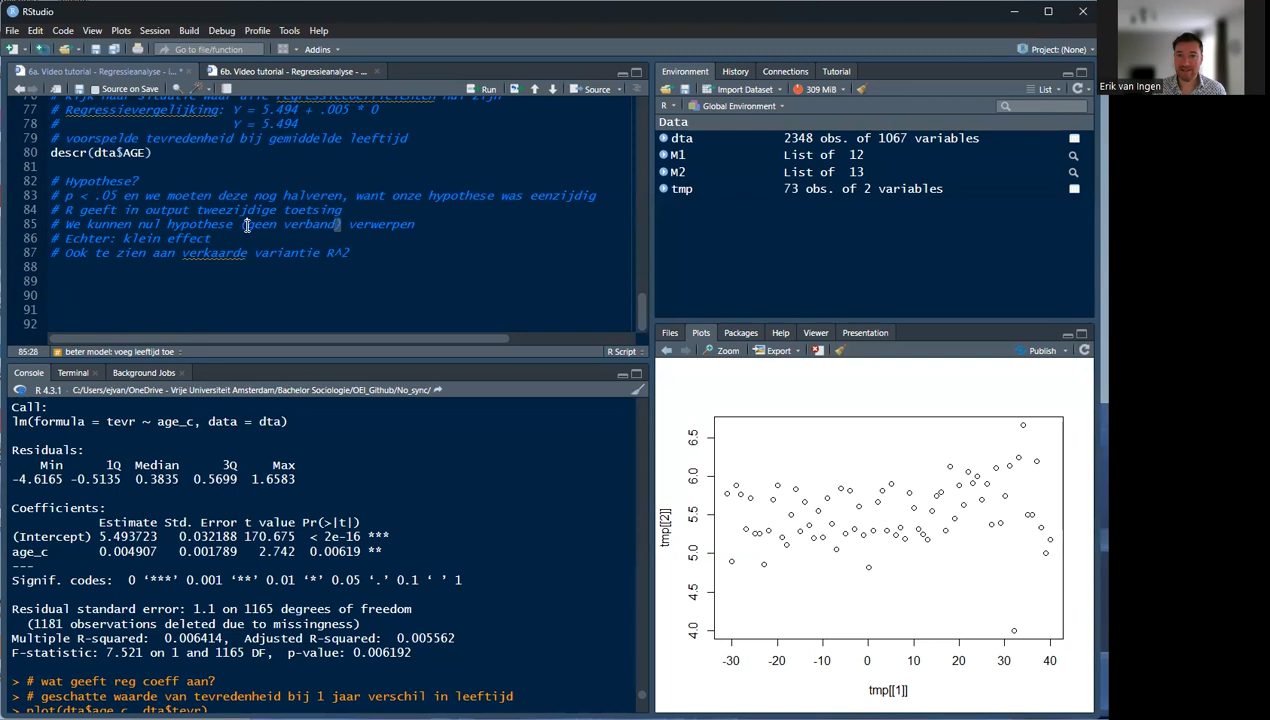 RStudio
File Edit Code View Plots Session Build Debug Profile Tools Help
Go to file/function Addins Project: (None)
6a. Video tutorial - Regressieanalyse - i... * 6b. Video tutorial - Regressieanalyse - ...
Source on Save Run Source
77 # Regressievergelijking: Y = 5.494 + .005 * 0
78 # Y = 5.494
79 # voorspelde tevredenheid bij gemiddelde leeftijd
80 descr(dta$AGE)
81
82 # Hypothese?
83 # p < .05 en we moeten deze nog halveren, want onze hypothese was eenzijdig
84 # R geeft in output tweezijdige toetsing
85 # We kunnen nul hypothese (geen verband) verwerpen
86 # Echter: klein effect
87 # Ook te zien aan verkaarde variantie R^2
88
89
90
91
92
85:28 beter model: voeg leeftijd toe R Script
Console Terminal Background Jobs
R 4.3.1 · C:/Users/ejvan/OneDrive - Vrije Universiteit Amsterdam/Bachelor Sociologie/OEI_Github/No_sync/
Call:
lm(formula = tevr ~ age_c, data = dta)
Residuals:
Min 1Q Median 3Q Max
-4.6165 -0.5135 0.3835 0.5699 1.6583
Coefficients:
Estimate Std. Error t value Pr(>|t|)
(Intercept) 5.493723 0.032188 170.675 < 2e-16 ***
age_c 0.004907 0.001789 2.742 0.00619 **
---
Signif. codes: 0 ‘***’ 0.001 ‘**’ 0.01 ‘*’ 0.05 ‘.’ 0.1 ‘ ’ 1
Residual standard error: 1.1 on 1165 degrees of freedom
(1181 observations deleted due to missingness)
Multiple R-squared: 0.006414, Adjusted R-squared: 0.005562
F-statistic: 7.521 on 1 and 1165 DF, p-value: 0.006192
> # wat geeft reg coeff aan?
> # geschatte waarde van tevredenheid bij 1 jaar verschil in leeftijd
> plot(dta$age_c, dta$tevr)
Environment History Connections Tutorial
Import Dataset 309 MiB List
R Global Environment
Data
dta 2348 obs. of 1067 variables
M1 List of 12
M2 List of 13
tmp 73 obs. of 2 variables
Files Plots Packages Help Viewer Presentation
Zoom Export Publish
tmp[[2]]
6.5
6.0
5.5
5.0
4.5
4.0
-30 -20 -10 0 10 20 30 40
tmp[[1]]
Erik van Ingen